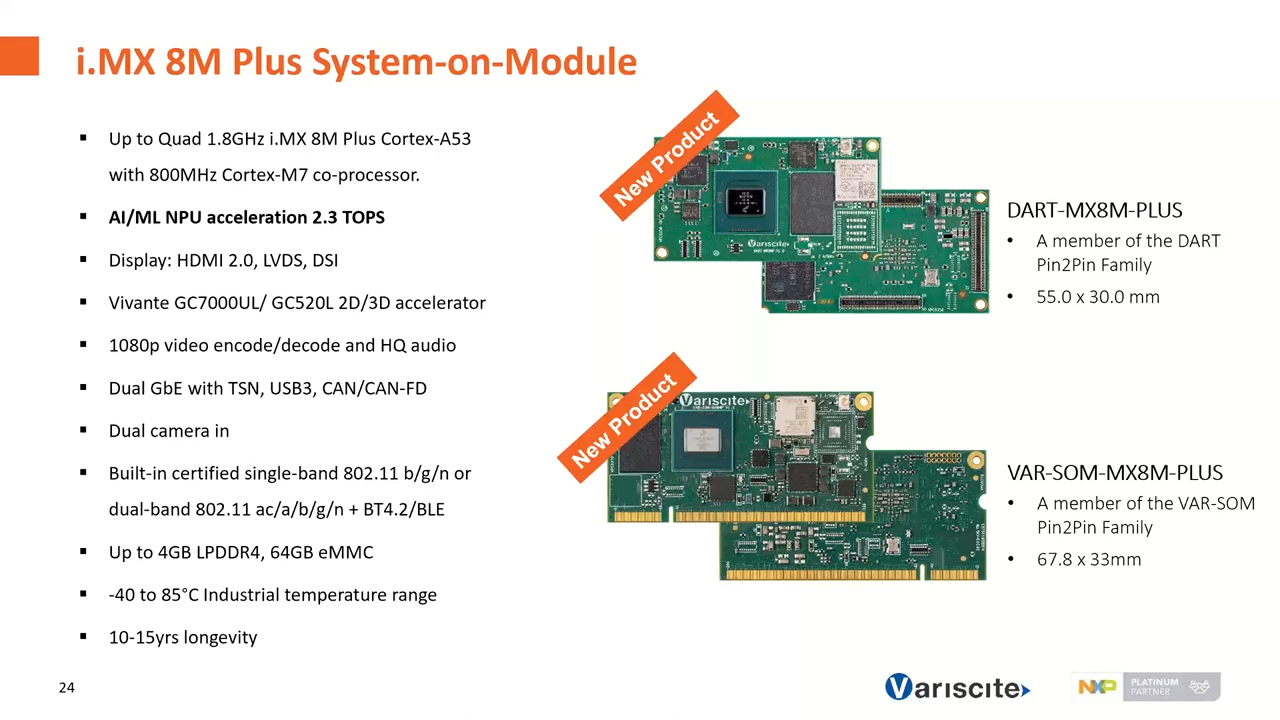 i.MX 8M Plus System-on-Module
Up to Quad 1.8GHz i.MX 8M Plus Cortex-A53
with 800MHz Cortex-M7 co-processor.
AI/ML NPU acceleration 2.3 TOPS
Display: HDMI 2.0, LVDS, DSI
Vivante GC7000UL/ GC520L 2D/3D accelerator
1080p video encode/decode and HQ audio
Dual GbE with TSN, USB3, CAN/CAN-FD
Dual camera in
Built-in certified single-band 802.11 b/g/n or
dual-band 802.11 ac/a/b/g/n + BT4.2/BLE
Up to 4GB LPDDR4, 64GB eMMC
-40 to 85°C Industrial temperature range
10-15yrs longevity
New Product
Variscite
DART-MX8M-PLUS
A member of the DART
Pin2Pin Family
55.0 x 30.0 mm
New Product
Variscite
VAR-SOM-MX8M-PLUS
A member of the VAR-SOM
Pin2Pin Family
67.8 x 33mm
24
Variscite
NXP
PLATINUM
PARTNER